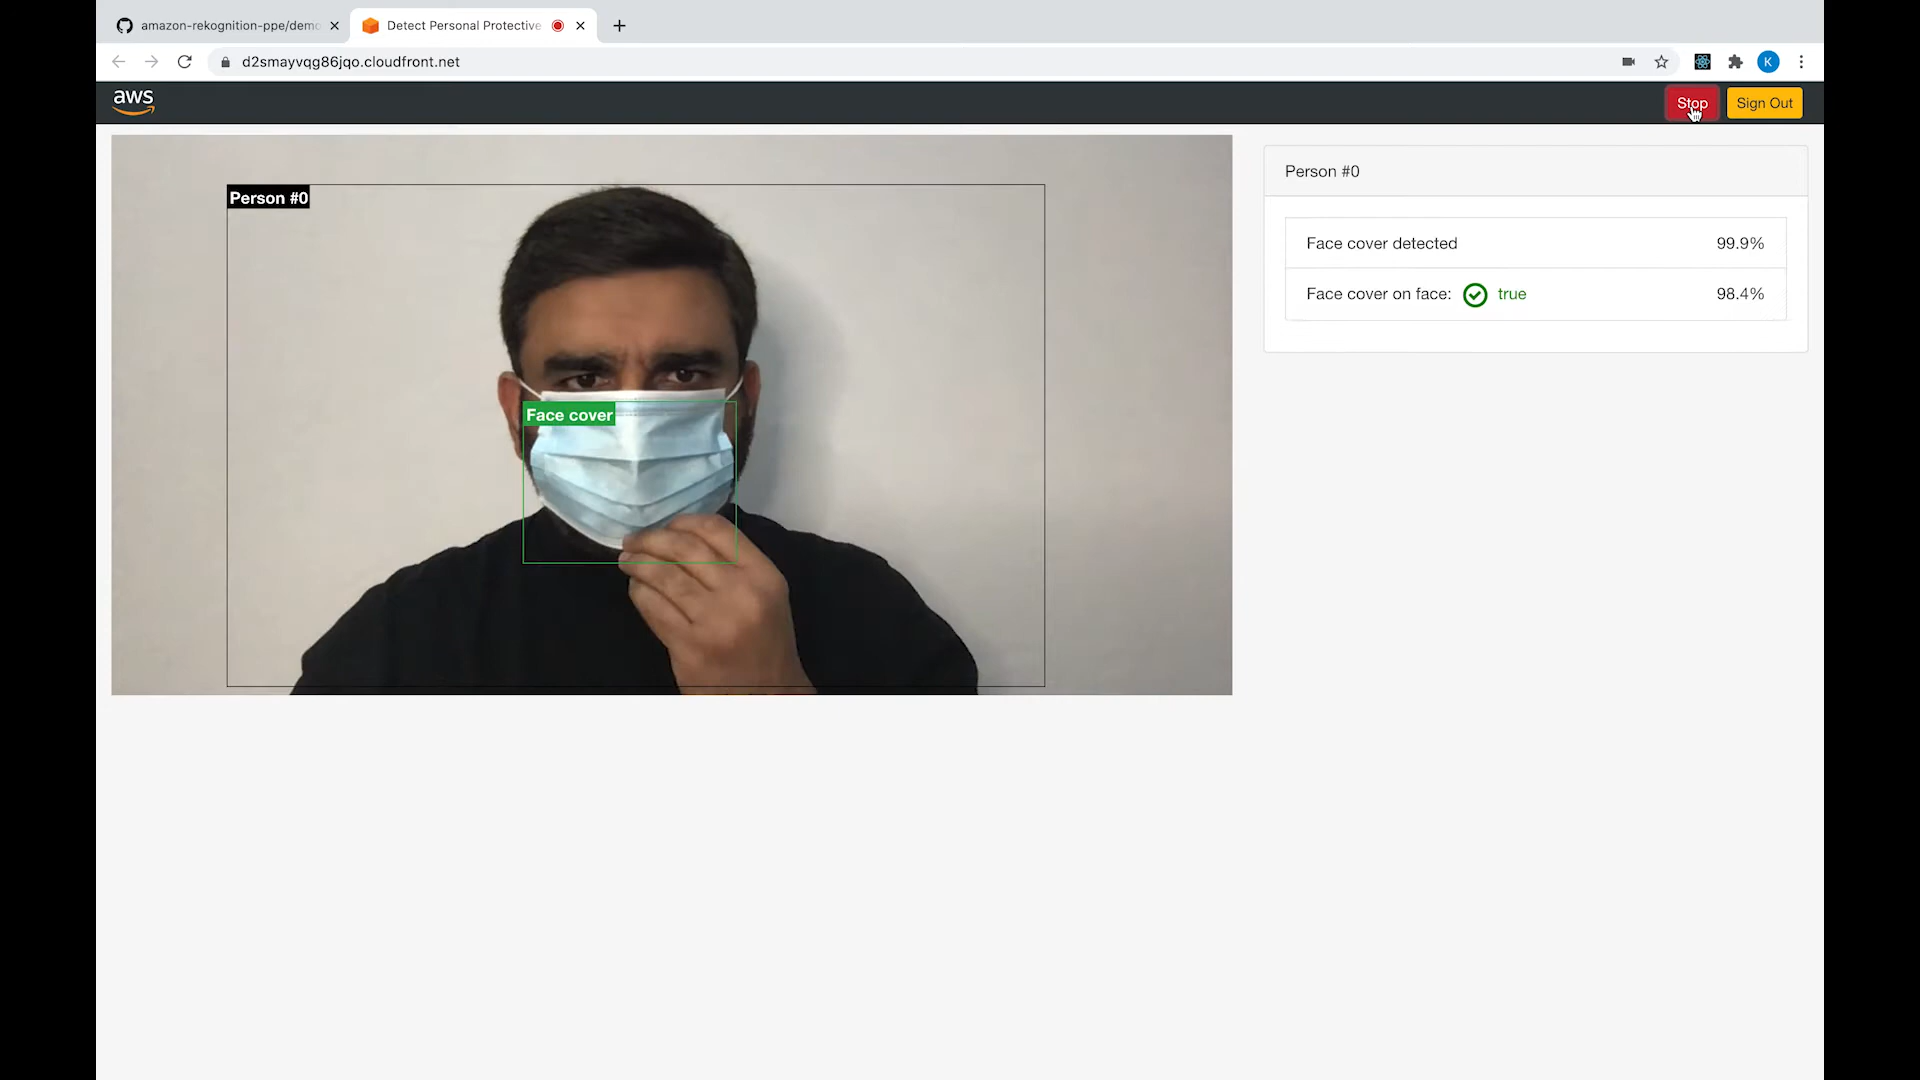 amazon-rekognition-ppe/demo
Detect Personal Protective
d2smayvqg86jqo.cloudfront.net
K
aws
Stop
Sign Out
Person #0
Face cover
Person #0
Face cover detected 99.9%
Face cover on face: true 98.4%